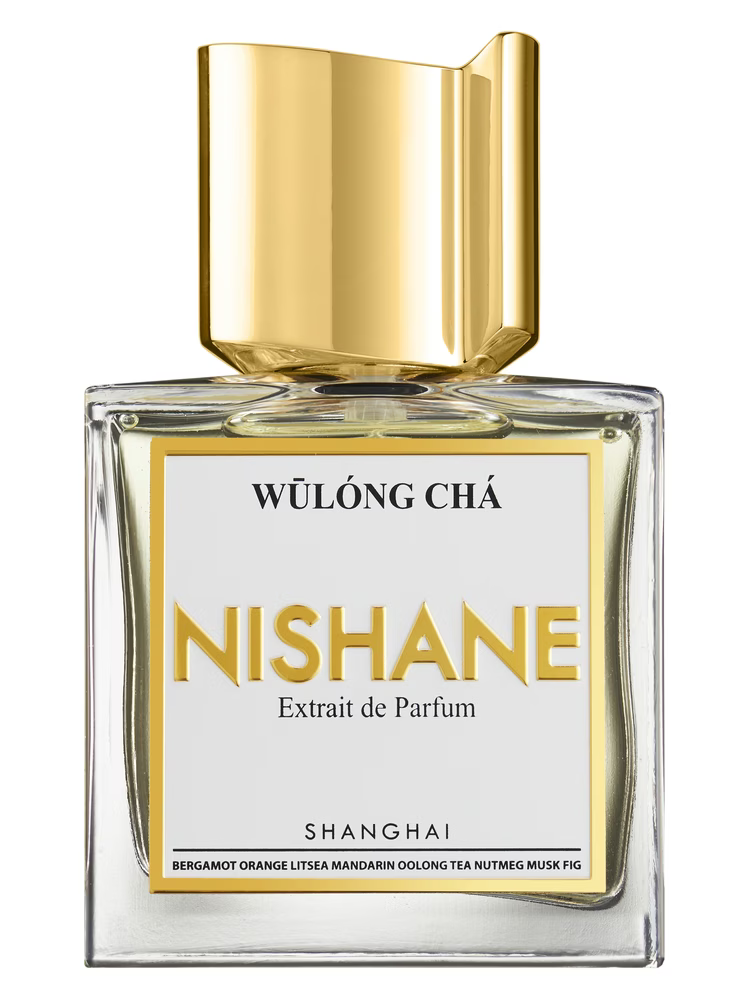 WŪLÓNG CHÁ
NISHANE
Extrait de Parfum
SHANGHAI
BERGAMOT ORANGE LITSEA MANDARIN OOLONG TEA NUTMEG MUSK FIG